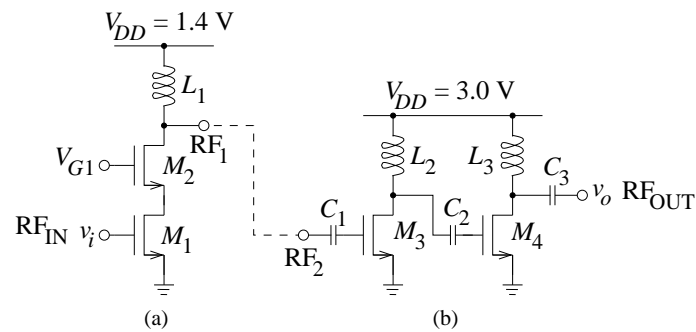 V_DD = 1.4 V
L_1
V_DD = 3.0 V
RF_1
V_G1
M_2
L_2
L_3
C_3
v_o RF_OUT
RF_IN v_i
M_1
C_1
C_2
M_3
M_4
RF_2
(a)
(b)